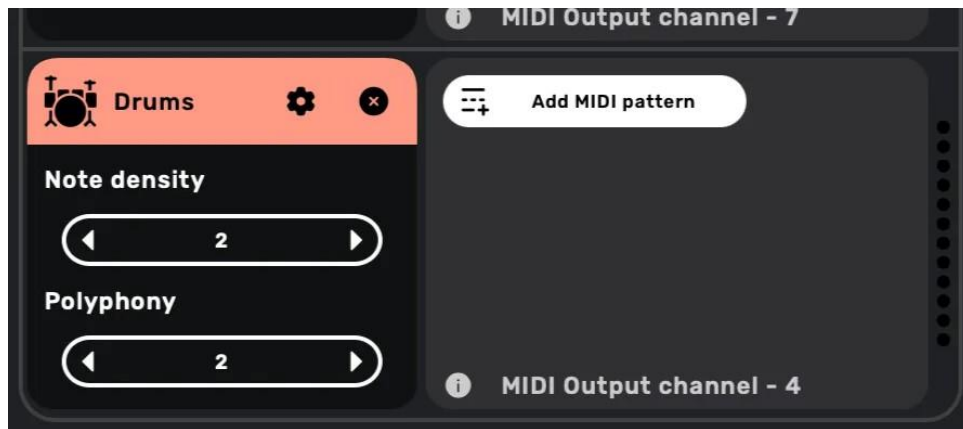 MIDI Output channel - 7
Drums
Add MIDI pattern
Note density
2
Polyphony
2
MIDI Output channel - 4